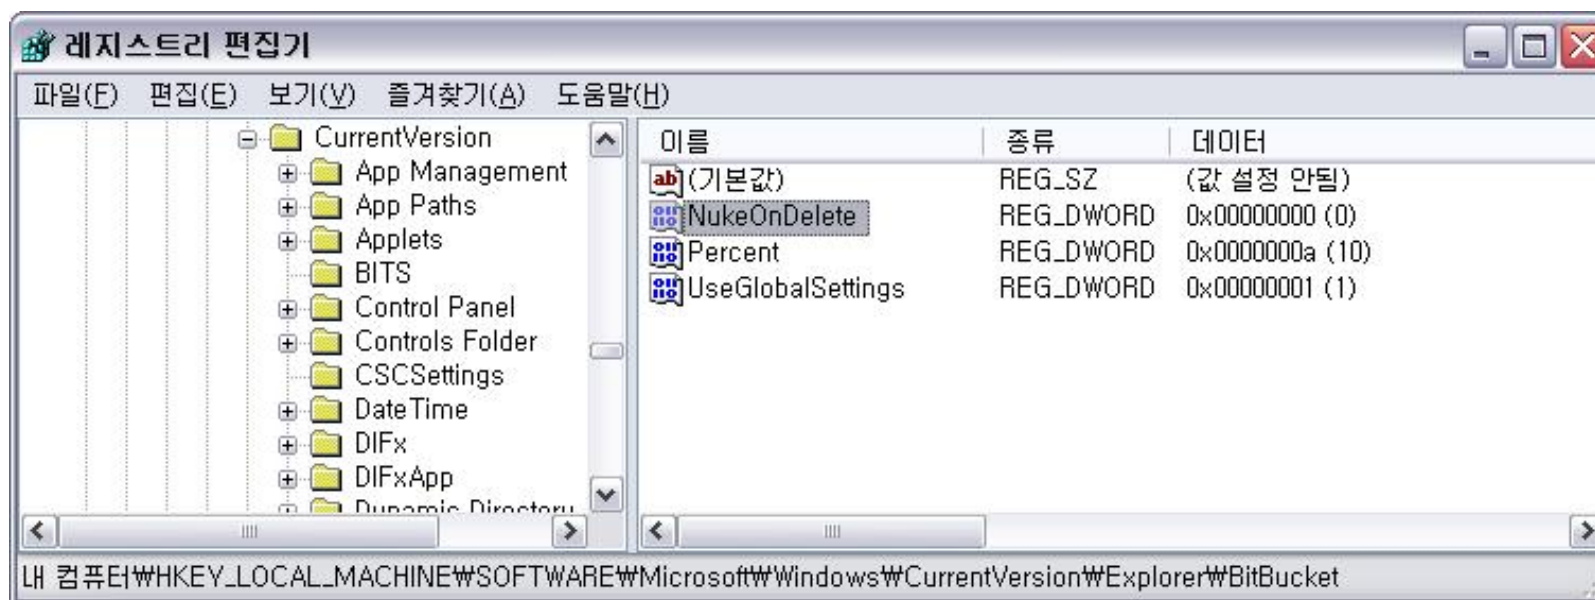 레지스트리 편집기
파일(F) 편집(E) 보기(V) 즐겨찾기(A) 도움말(H)
CurrentVersion
App Management
App Paths
Applets
BITS
Control Panel
Controls Folder
CSCSettings
DateTime
DIFx
DIFxApp
Dynamic Directory
이름 종류 데이터
(기본값) REG_SZ (값 설정 안됨)
NukeOnDelete REG_DWORD 0x00000000 (0)
Percent REG_DWORD 0x0000000a (10)
UseGlobalSettings REG_DWORD 0x00000001 (1)
내 컴퓨터₩HKEY_LOCAL_MACHINE₩SOFTWARE₩Microsoft₩Windows₩CurrentVersion₩Explorer₩BitBucket